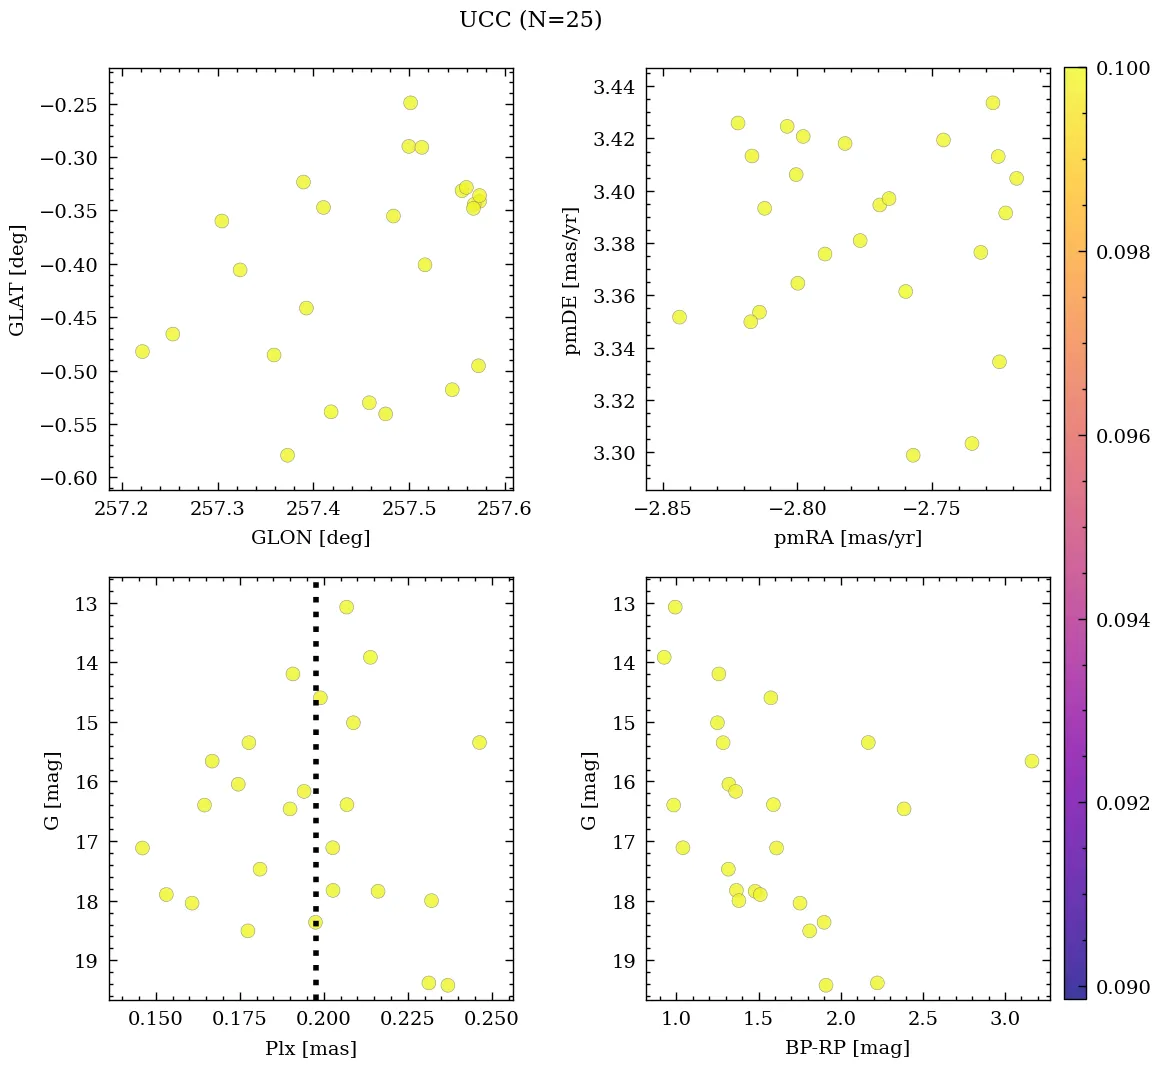 UCC (N=25)
−0.25
−0.30
−0.35
−0.40
−0.45
−0.50
−0.55
−0.60
GLAT [deg]
257.2 257.3 257.4 257.5 257.6
GLON [deg]
3.44
3.42
3.40
3.38
3.36
3.34
3.32
3.30
pmDE [mas/yr]
−2.85 −2.80 −2.75
pmRA [mas/yr]
13
14
15
16
17
18
19
G [mag]
0.150 0.175 0.200 0.225 0.250
Plx [mas]
13
14
15
16
17
18
19
G [mag]
1.0 1.5 2.0 2.5 3.0
BP-RP [mag]
0.100
0.098
0.096
0.094
0.092
0.090